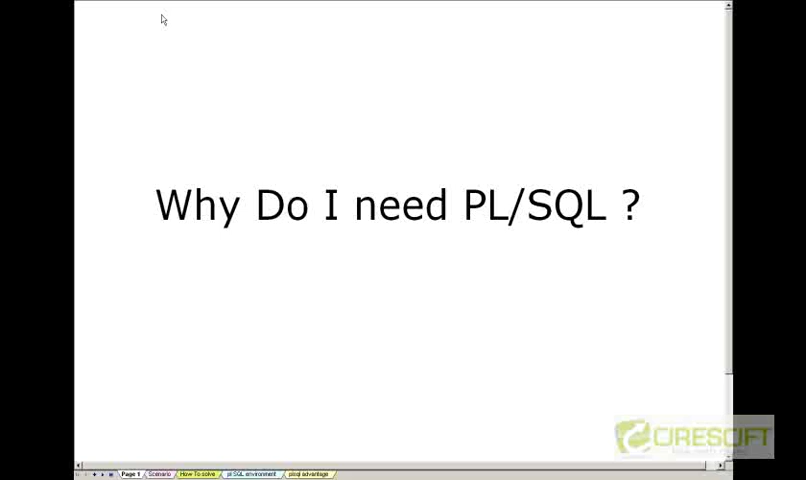 Why Do I need PL/SQL ?
CIRESOFT
Page 1 Scenario How To solve pl SQL environment plsql advantage